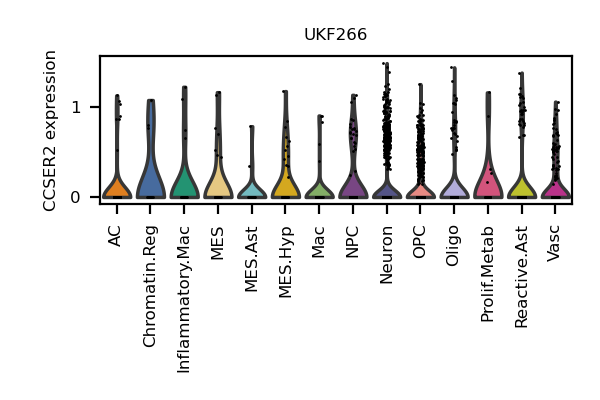 UKF266
CCSER2 expression
1
0
AC
Chromatin.Reg
Inflammatory.Mac
MES
MES.Ast
MES.Hyp
Mac
NPC
Neuron
OPC
Oligo
Prolif.Metab
Reactive.Ast
Vasc